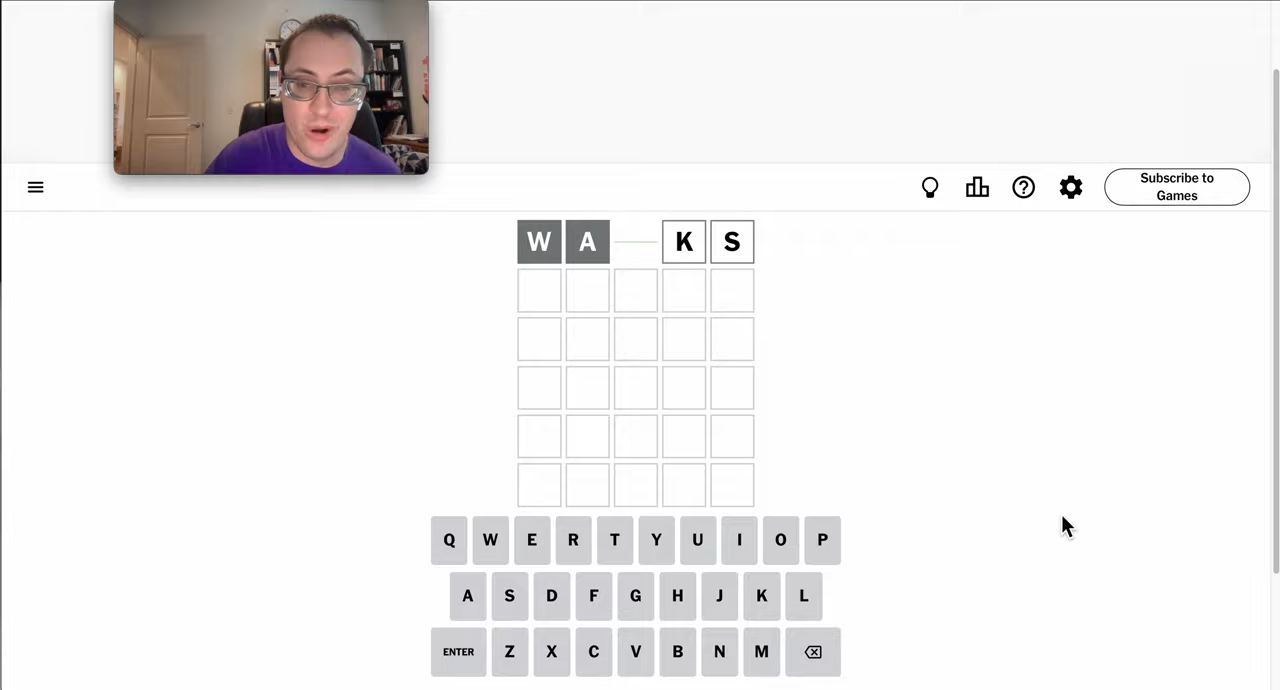 Subscribe to
Games
W A K S
Q W E R T Y U I O P
A S D F G H J K L
ENTER Z X C V B N M